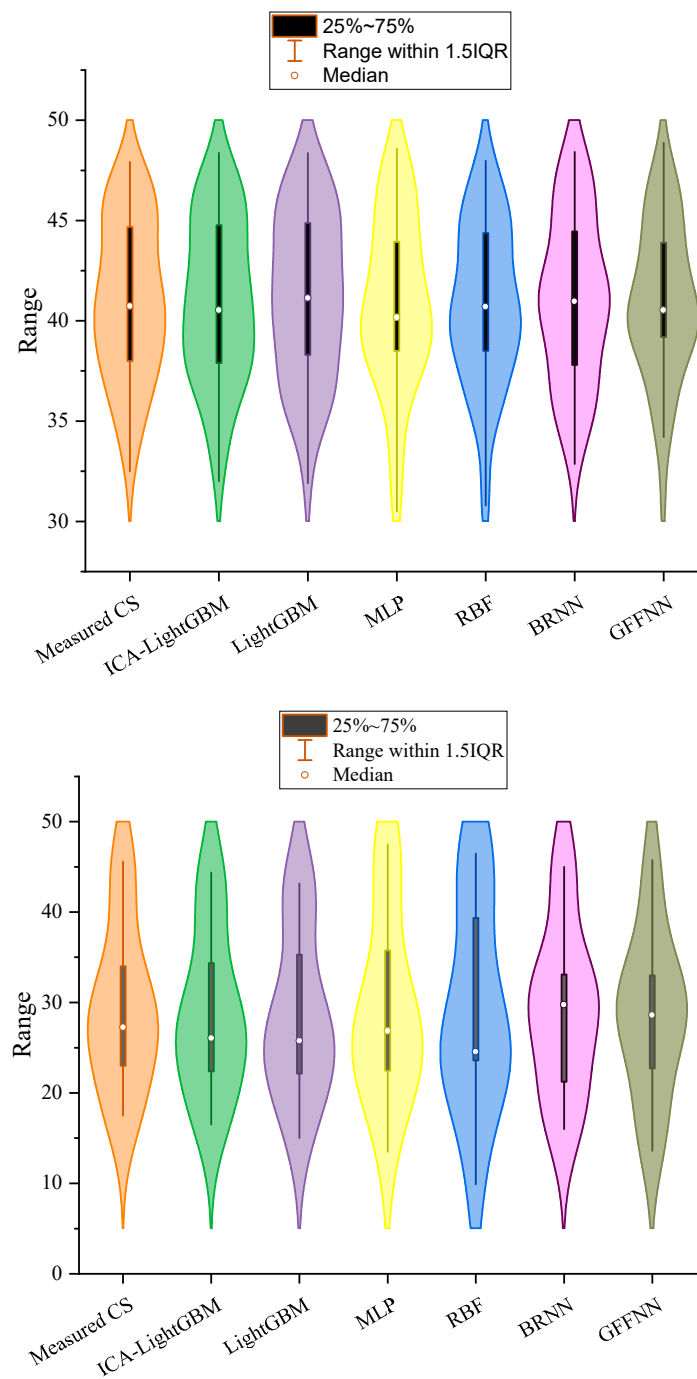 25%~75%
Range within 1.5IQR
Median
50
45
40
35
30
Range
Measured CS
ICA-LightGBM
LightGBM
MLP
RBF
BRNN
GFFNN
25%~75%
Range within 1.5IQR
Median
50
40
30
20
10
0
Range
Measured CS
ICA-LightGBM
LightGBM
MLP
RBF
BRNN
GFFNN